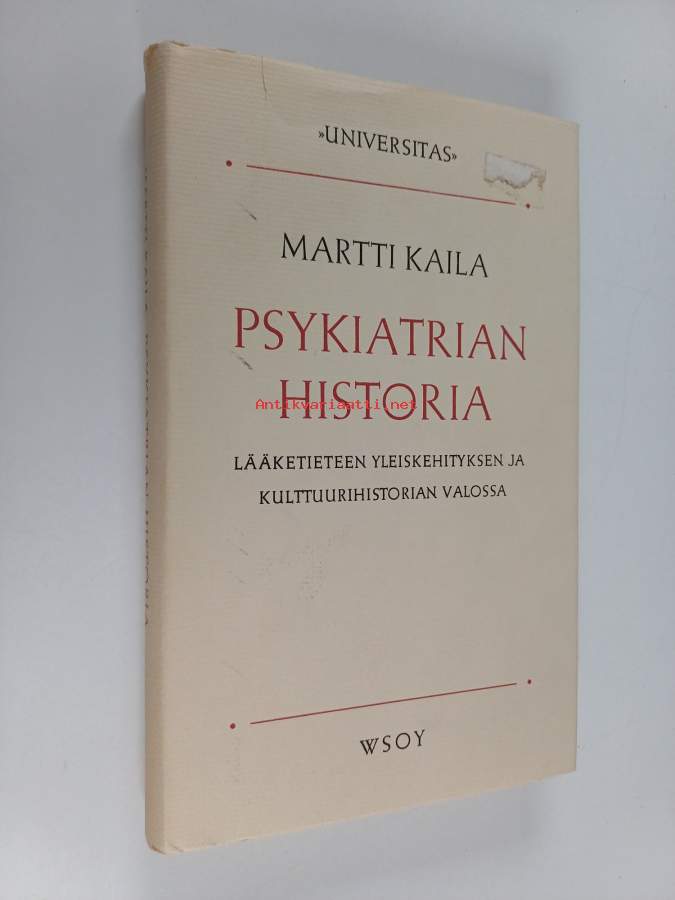 »UNIVERSITAS»
MARTTI KAILA
PSYKIATRIAN
HISTORIA
Antikvariaatti.net
LÄÄKETIETEEN YLEISKEHITYKSEN JA
KULTTUURIHISTORIAN VALOSSA
WSOY